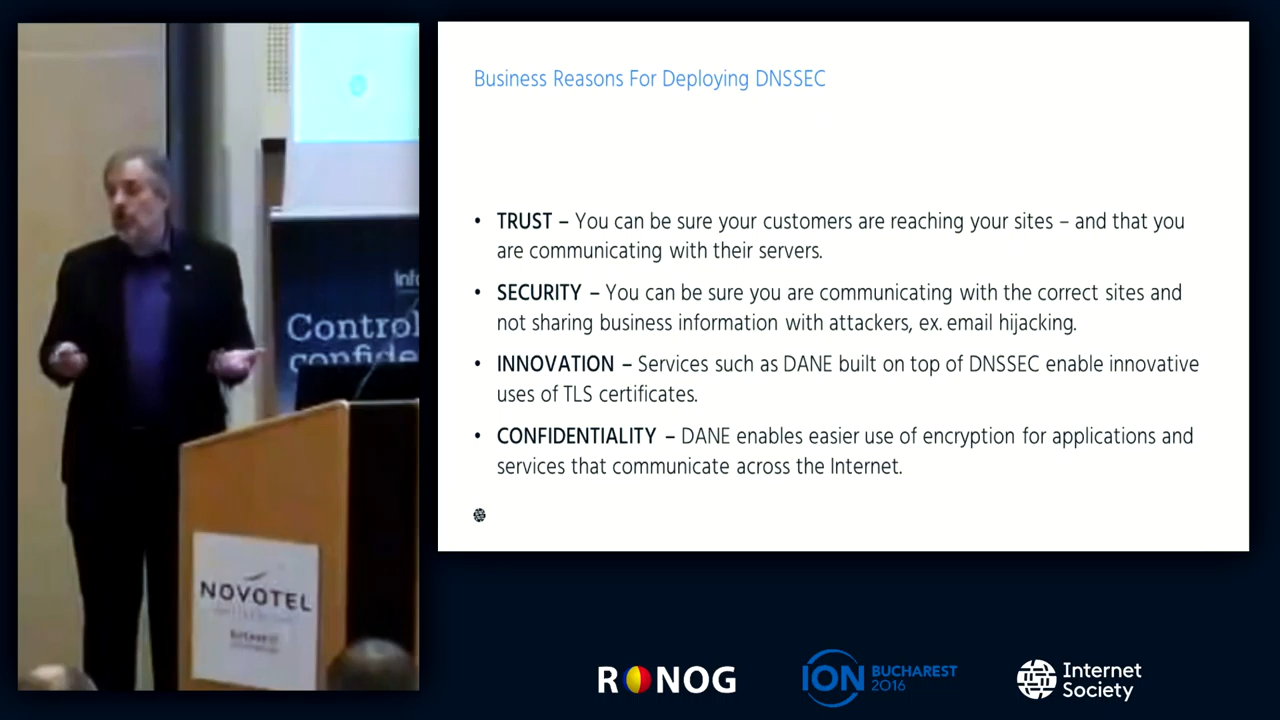 Business Reasons For Deploying DNSSEC
• TRUST – You can be sure your customers are reaching your sites – and that you
are communicating with their servers.
• SECURITY – You can be sure you are communicating with the correct sites and
not sharing business information with attackers, ex. email hijacking.
• INNOVATION – Services such as DANE built on top of DNSSEC enable innovative
uses of TLS certificates.
• CONFIDENTIALITY – DANE enables easier use of encryption for applications and
services that communicate across the Internet.
Control
confide
NOVOTEL
RONOG
ION BUCHAREST
2016
Internet
Society